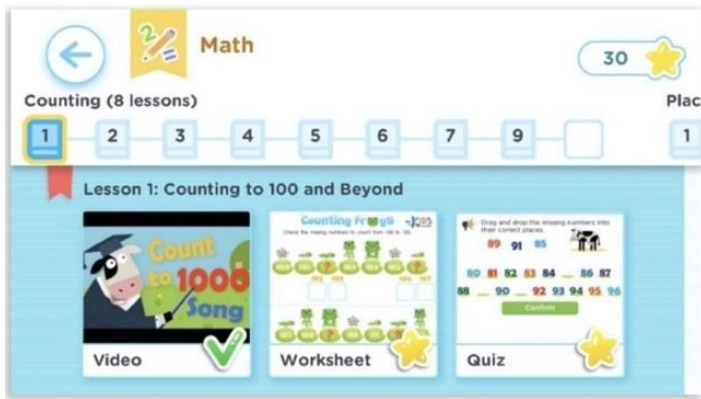 Math
30
Counting (8 lessons)
Plac
1 2 3 4 5 6 7 9
1
Lesson 1: Counting to 100 and Beyond
Count
to 1000
Song
Video
Counting Frogs
Worksheet
Drag and drop the missing numbers into
their correct places.
89 91 85
80 81 82 83 84 _ 86 87
88 _ 90 _ 92 93 94 95 96
Confirm
Quiz